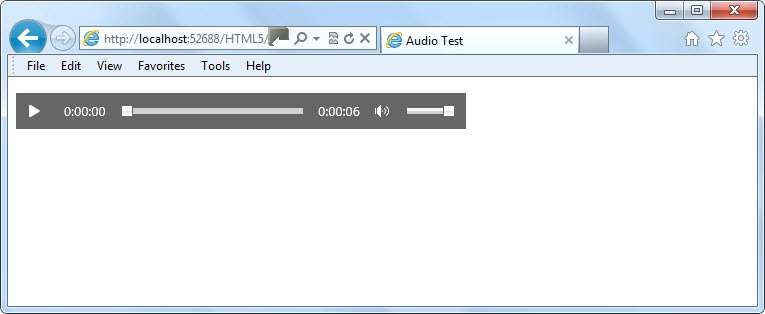 http://localhost:52688/HTML5/
Audio Test
File Edit View Favorites Tools Help
0:00:00 0:00:06